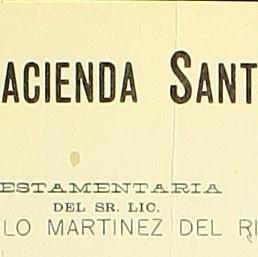 ACIENDA SANT
ESTAMENTARIA
DEL SR. LIC.
LO MARTINEZ DEL RI